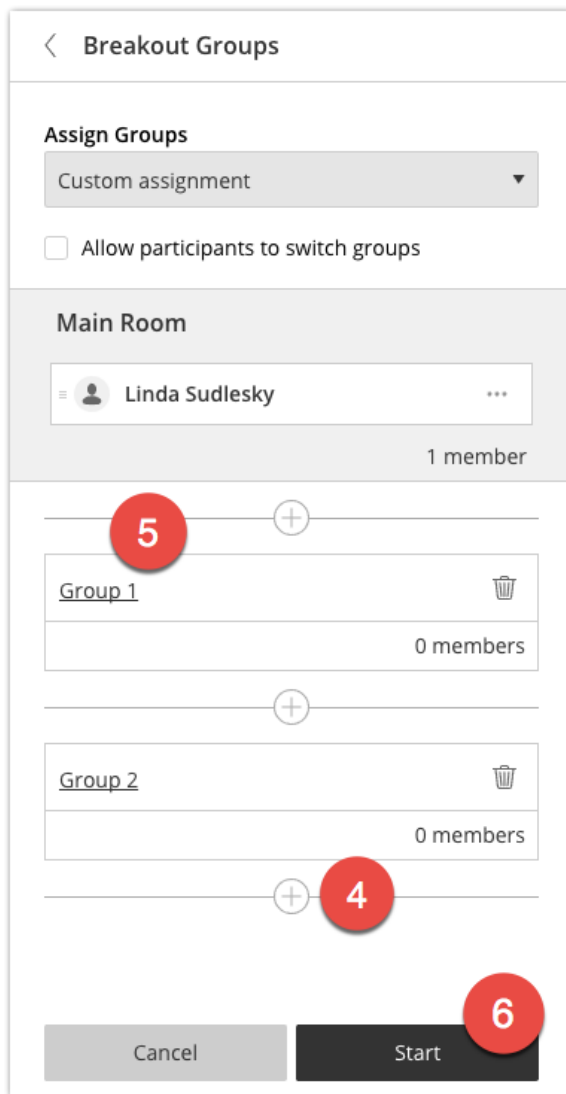 Breakout Groups
Assign Groups
Custom assignment
Allow participants to switch groups
Main Room
Linda Sudlesky
1 member
5
Group 1
0 members
Group 2
0 members
4
6
Cancel Start